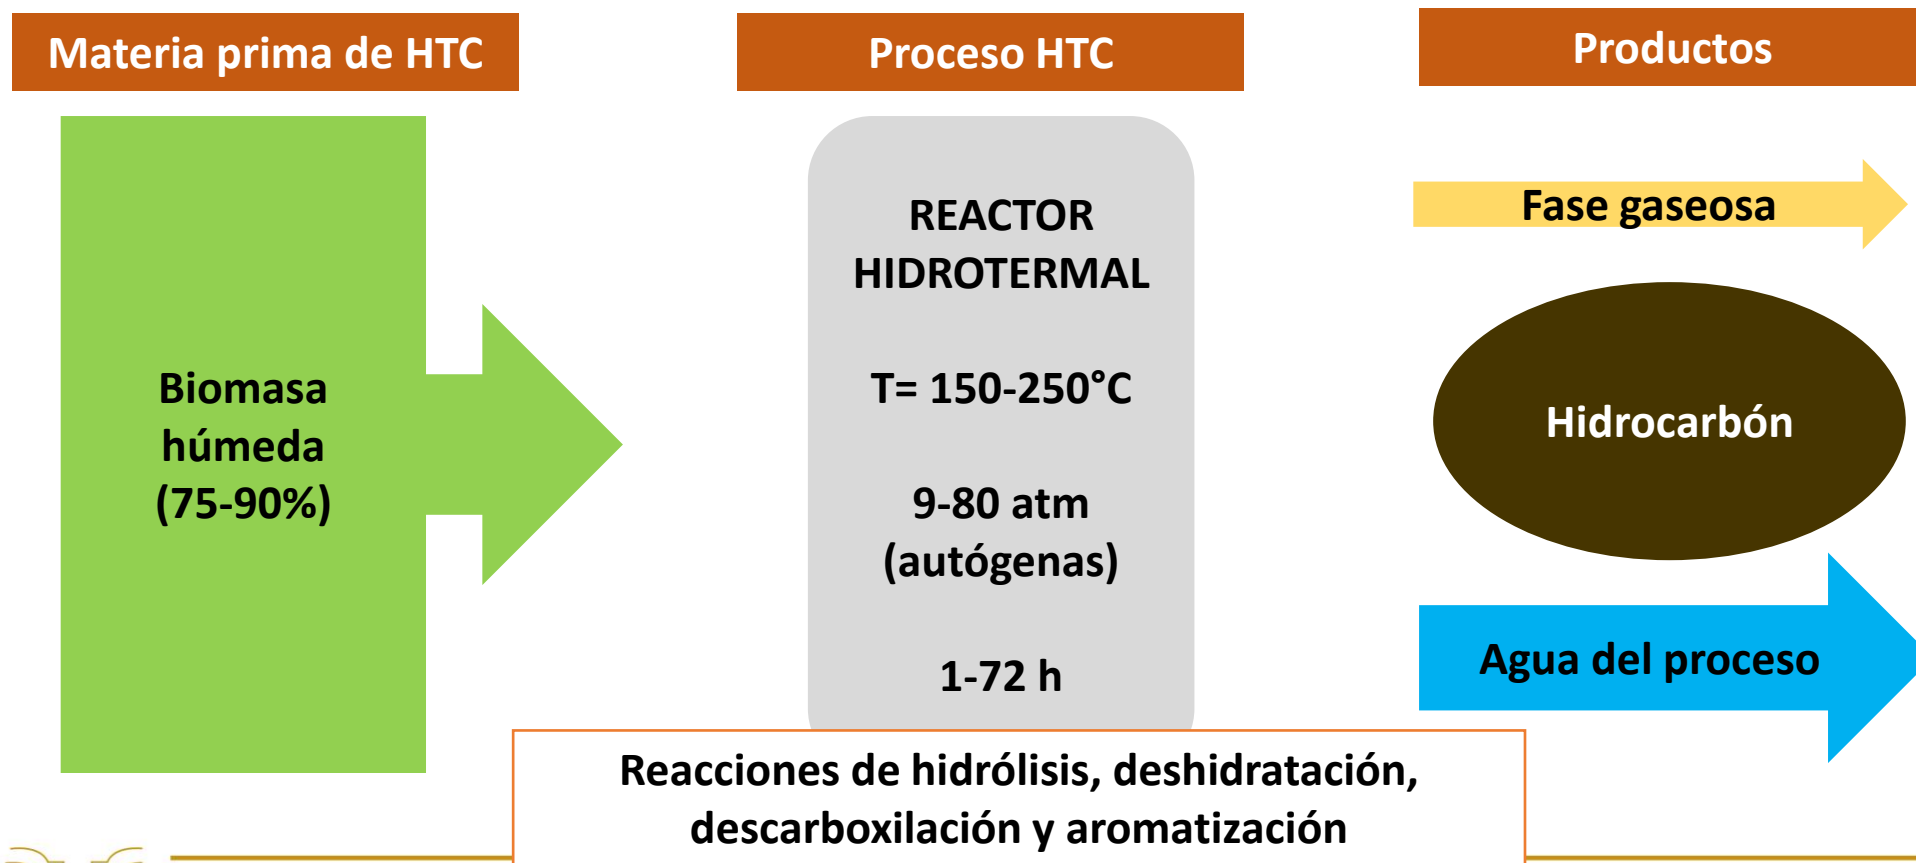 Materia prima de HTC
Proceso HTC
Productos
Biomasa
húmeda
(75-90%)
REACTOR
HIDROTERMAL
T= 150-250°C
9-80 atm
(autógenas)
1-72 h
Reacciones de hidrólisis, deshidratación,
descarboxilación y aromatización
Fase gaseosa
Hidrocarbón
Agua del proceso